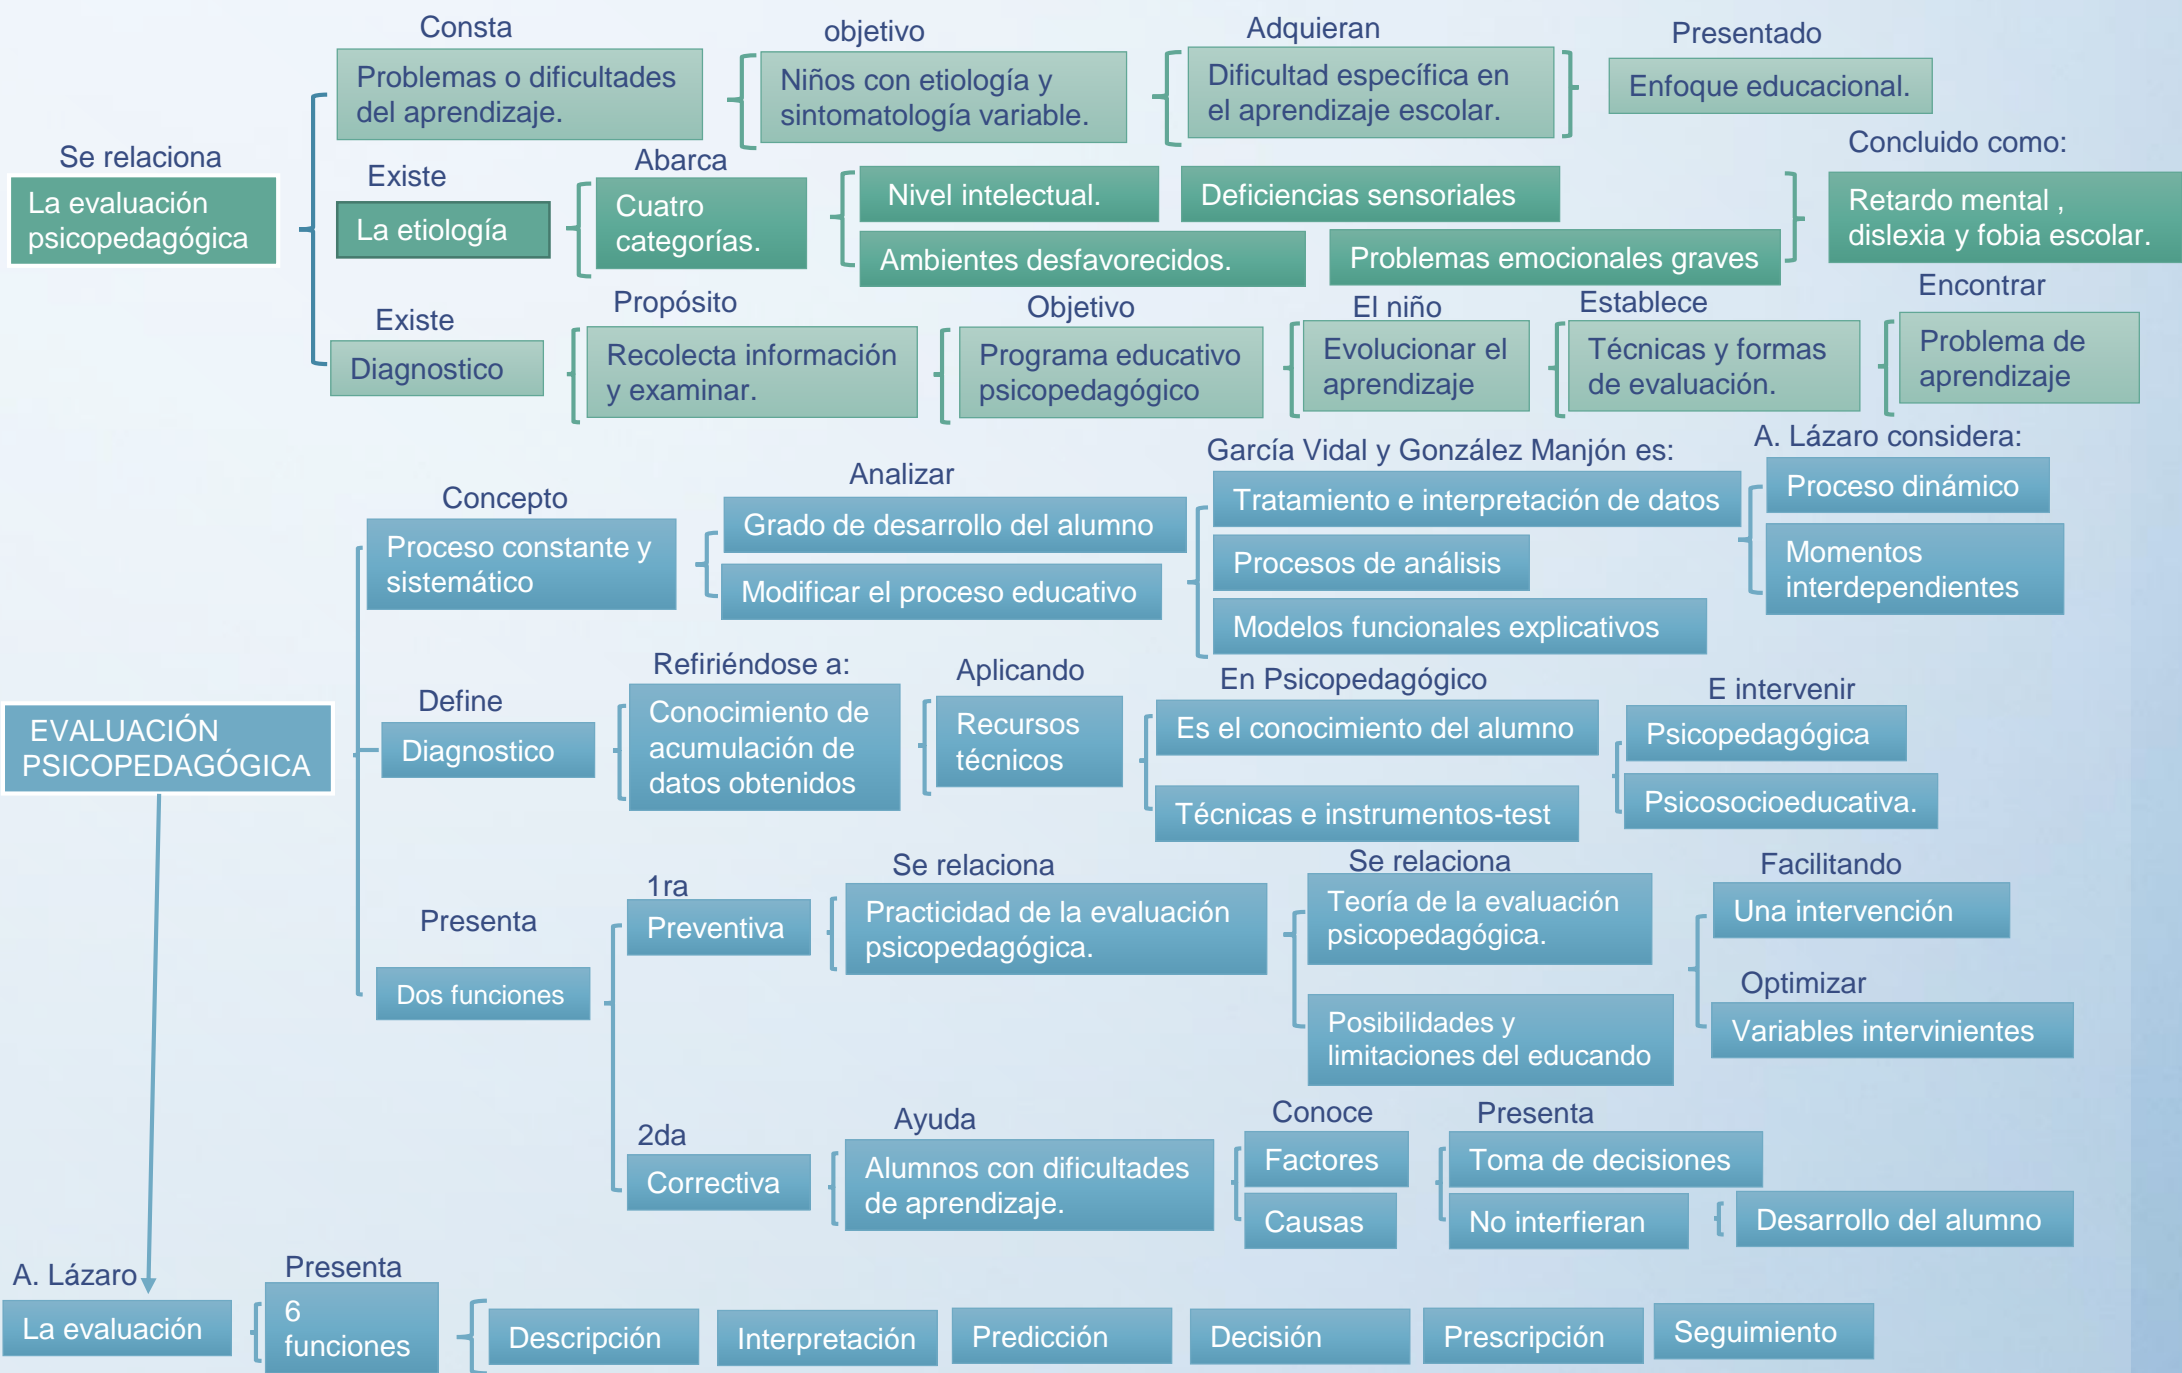 Se relaciona
La evaluación
psicopedagógica
Consta
Problemas o dificultades
del aprendizaje.
objetivo
Niños con etiología y
sintomatología variable.
Adquieran
Dificultad específica en
el aprendizaje escolar.
Presentado
Enfoque educacional.
Existe
La etiología
Abarca
Cuatro
categorías.
Nivel intelectual.
Deficiencias sensoriales
Ambientes desfavorecidos.
Problemas emocionales graves
Concluido como:
Retardo mental ,
dislexia y fobia escolar.
Existe
Diagnostico
Propósito
Recolecta información
y examinar.
Objetivo
Programa educativo
psicopedagógico
El niño
Evolucionar el
aprendizaje
Establece
Técnicas y formas
de evaluación.
Encontrar
Problema de
aprendizaje
EVALUACIÓN
PSICOPEDAGÓGICA
Concepto
Proceso constante y
sistemático
Analizar
Grado de desarrollo del alumno
Modificar el proceso educativo
García Vidal y González Manjón es:
Tratamiento e interpretación de datos
Procesos de análisis
Modelos funcionales explicativos
A. Lázaro considera:
Proceso dinámico
Momentos
interdependientes
Define
Diagnostico
Refiriéndose a:
Conocimiento de
acumulación de
datos obtenidos
Aplicando
Recursos
técnicos
En Psicopedagógico
Es el conocimiento del alumno
Técnicas e instrumentos-test
E intervenir
Psicopedagógica
Psicosocioeducativa.
Presenta
Dos funciones
1ra
Preventiva
Se relaciona
Practicidad de la evaluación
psicopedagógica.
Se relaciona
Teoría de la evaluación
psicopedagógica.
Posibilidades y
limitaciones del educando
Facilitando
Una intervención
Optimizar
Variables intervinientes
2da
Correctiva
Ayuda
Alumnos con dificultades
de aprendizaje.
Conoce
Factores
Causas
Presenta
Toma de decisiones
No interfieran
Desarrollo del alumno
A. Lázaro
La evaluación
Presenta
6
funciones
Descripción
Interpretación
Predicción
Decisión
Prescripción
Seguimiento